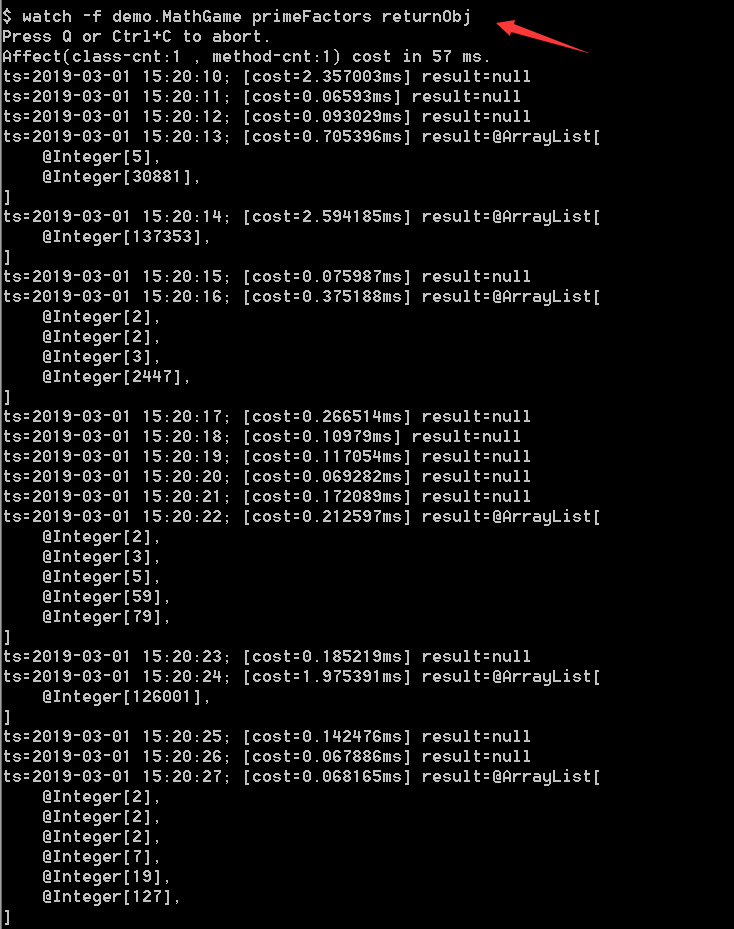 $ watch -f demo.MathGame primeFactors returnObj
Press Q or Ctrl+C to abort.
Affect(class-cnt:1 , method-cnt:1) cost in 57 ms.
ts=2019-03-01 15:20:10; [cost=2.357003ms] result=null
ts=2019-03-01 15:20:11; [cost=0.06593ms] result=null
ts=2019-03-01 15:20:12; [cost=0.093029ms] result=null
ts=2019-03-01 15:20:13; [cost=0.705396ms] result=@ArrayList[
    @Integer[5],
    @Integer[30881],
]
ts=2019-03-01 15:20:14; [cost=2.594185ms] result=@ArrayList[
    @Integer[137353],
]
ts=2019-03-01 15:20:15; [cost=0.075987ms] result=null
ts=2019-03-01 15:20:16; [cost=0.375188ms] result=@ArrayList[
    @Integer[2],
    @Integer[2],
    @Integer[3],
    @Integer[2447],
]
ts=2019-03-01 15:20:17; [cost=0.266514ms] result=null
ts=2019-03-01 15:20:18; [cost=0.10979ms] result=null
ts=2019-03-01 15:20:19; [cost=0.117054ms] result=null
ts=2019-03-01 15:20:20; [cost=0.069282ms] result=null
ts=2019-03-01 15:20:21; [cost=0.172089ms] result=null
ts=2019-03-01 15:20:22; [cost=0.212597ms] result=@ArrayList[
    @Integer[2],
    @Integer[3],
    @Integer[5],
    @Integer[59],
    @Integer[79],
]
ts=2019-03-01 15:20:23; [cost=0.185219ms] result=null
ts=2019-03-01 15:20:24; [cost=1.975391ms] result=@ArrayList[
    @Integer[126001],
]
ts=2019-03-01 15:20:25; [cost=0.142476ms] result=null
ts=2019-03-01 15:20:26; [cost=0.067886ms] result=null
ts=2019-03-01 15:20:27; [cost=0.068165ms] result=@ArrayList[
    @Integer[2],
    @Integer[2],
    @Integer[2],
    @Integer[7],
    @Integer[19],
    @Integer[127],
]